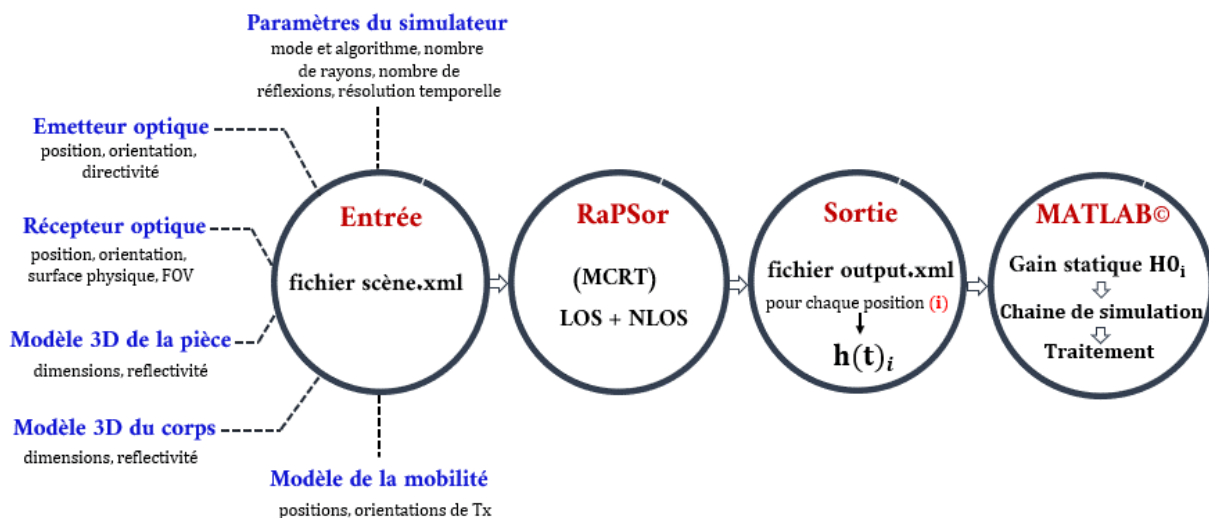 Paramètres du simulateur
mode et algorithme, nombre
de rayons, nombre de
réflexions, résolution temporelle
Emetteur optique
position, orientation,
directivité
Récepteur optique
position, orientation,
surface physique, FOV
Modèle 3D de la pièce
dimensions, reflectivité
Modèle 3D du corps
dimensions, reflectivité
Modèle de la mobilité
positions, orientations de Tx
Entrée
fichier scène.xml
RaPSor
(MCRT)
LOS + NLOS
Sortie
fichier output.xml
pour chaque position (i)
h(t)i
MATLAB©
Gain statique H0i
Chaine de simulation
Traitement